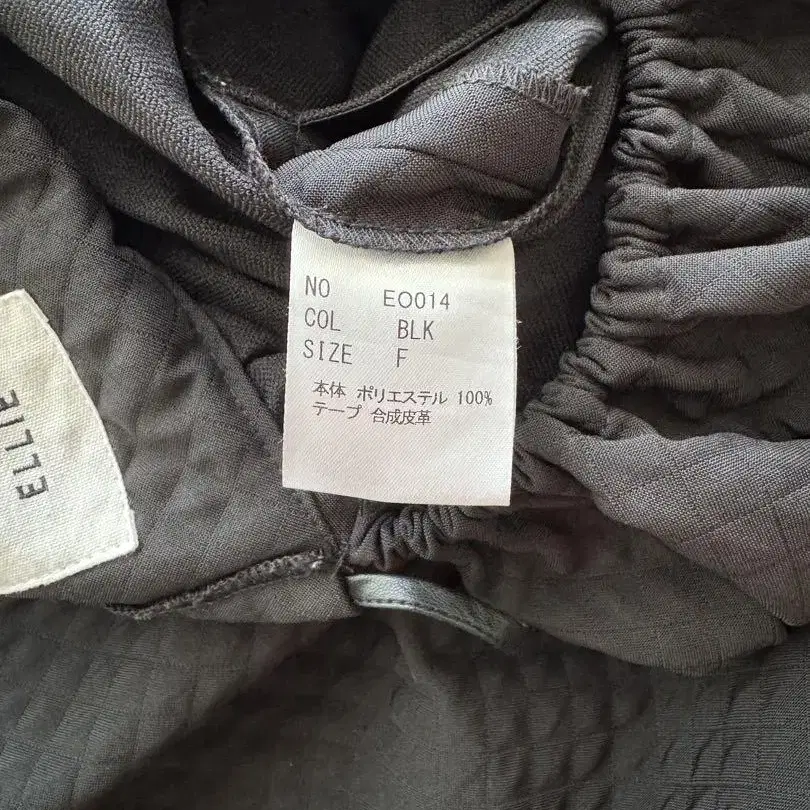 NO EO014
COL BLK
SIZE F
本体 ポリエステル 100%
テープ 合成皮革
ELLIE